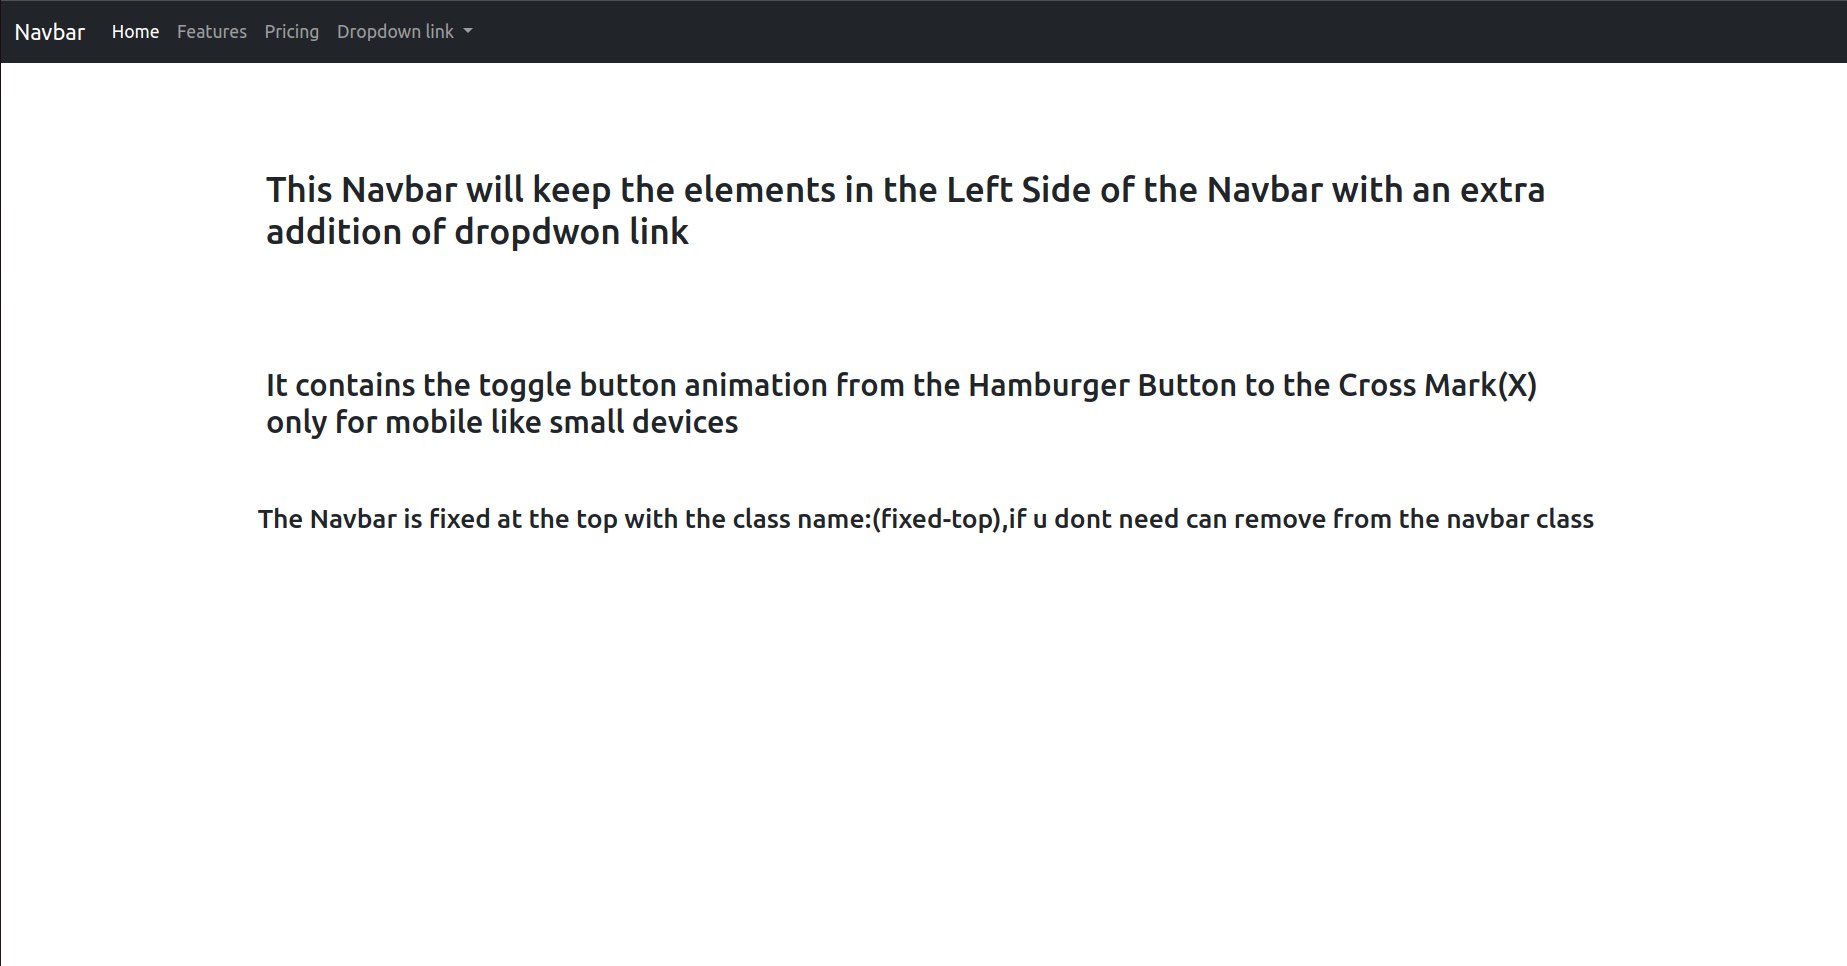 Navbar Home Features Pricing Dropdown link
This Navbar will keep the elements in the Left Side of the Navbar with an extra
addition of dropdwon link
It contains the toggle button animation from the Hamburger Button to the Cross Mark(X)
only for mobile like small devices
The Navbar is fixed at the top with the class name:(fixed-top),if u dont need can remove from the navbar class